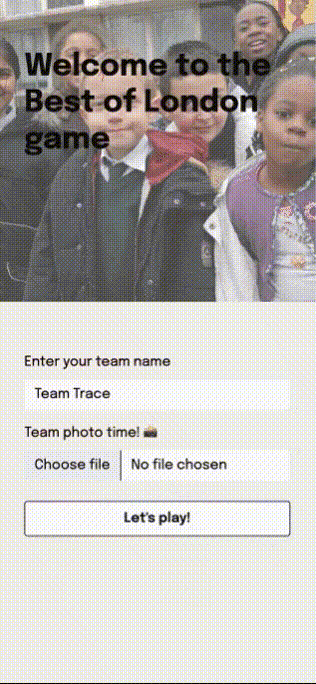 Welcome to the
Best of London
game
Enter your team name
Team Trace
Team photo time! 📸
Choose file
No file chosen
Let's play!